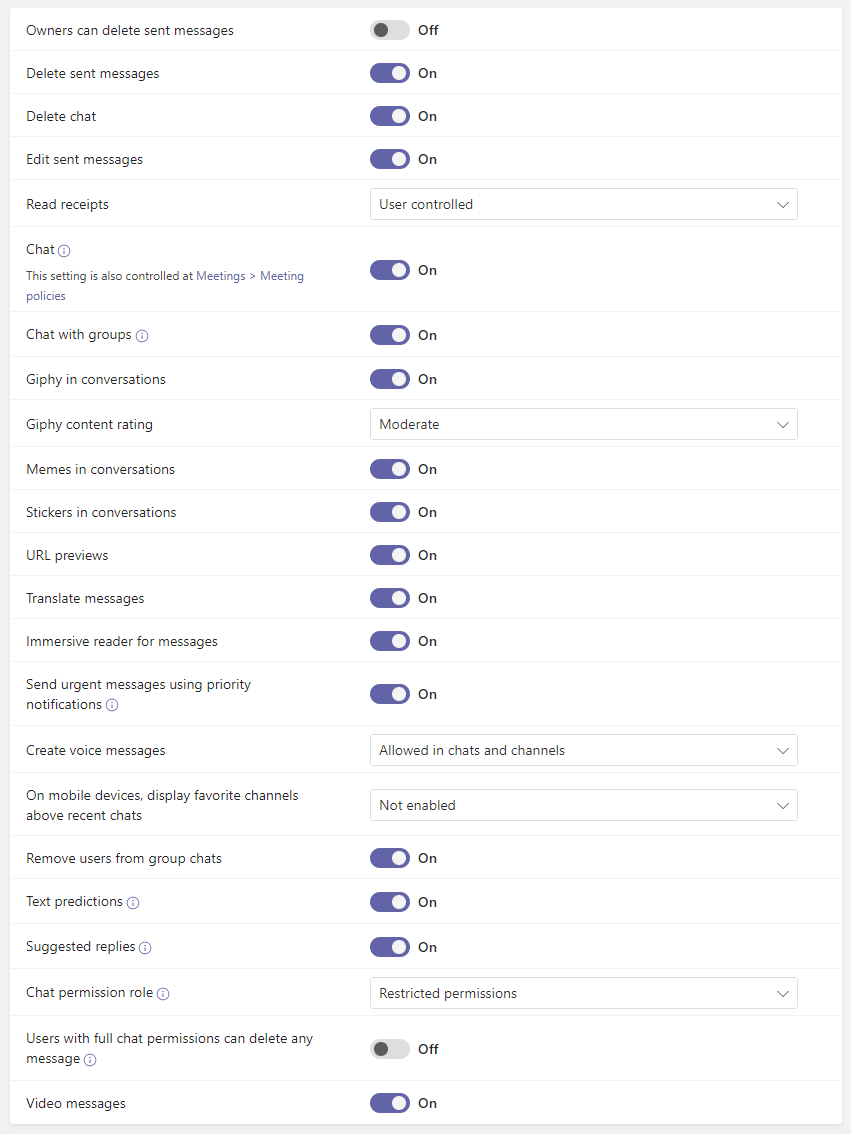 Owners can delete sent messages Off
Delete sent messages On
Delete chat On
Edit sent messages On
Read receipts User controlled
Chat
This setting is also controlled at Meetings > Meeting
policies
On
Chat with groups On
Giphy in conversations On
Giphy content rating Moderate
Memes in conversations On
Stickers in conversations On
URL previews On
Translate messages On
Immersive reader for messages On
Send urgent messages using priority
notifications
On
Create voice messages Allowed in chats and channels
On mobile devices, display favorite channels
above recent chats
Not enabled
Remove users from group chats On
Text predictions On
Suggested replies On
Chat permission role Restricted permissions
Users with full chat permissions can delete any
message
Off
Video messages On